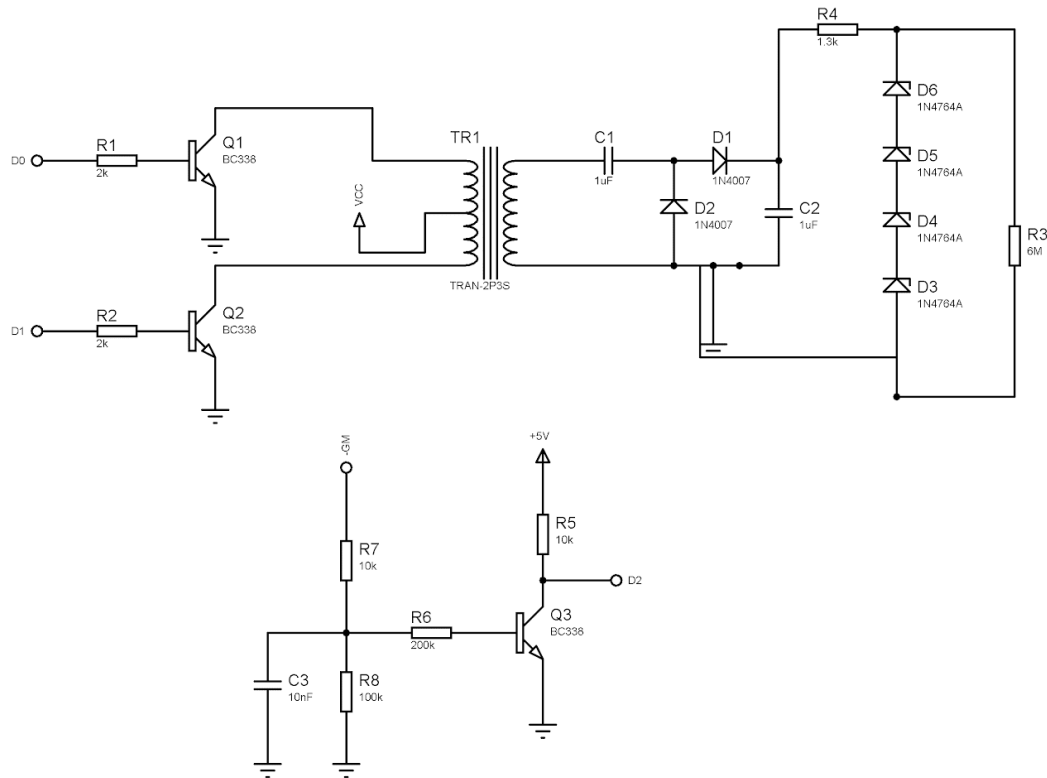 R4
1.3k
D6
1N4764A
TR1
C1
1uF
D1
1N4007
D0
R1
2k
Q1
BC338
D5
1N4764A
VCC
D2
1N4007
C2
1uF
D4
1N4764A
R3
6M
TRAN-2P3S
D3
1N4764A
D1
R2
2k
Q2
BC338
-GM
+5V
R7
10k
R5
10k
D2
R6
200k
Q3
BC338
C3
10nF
R8
100k